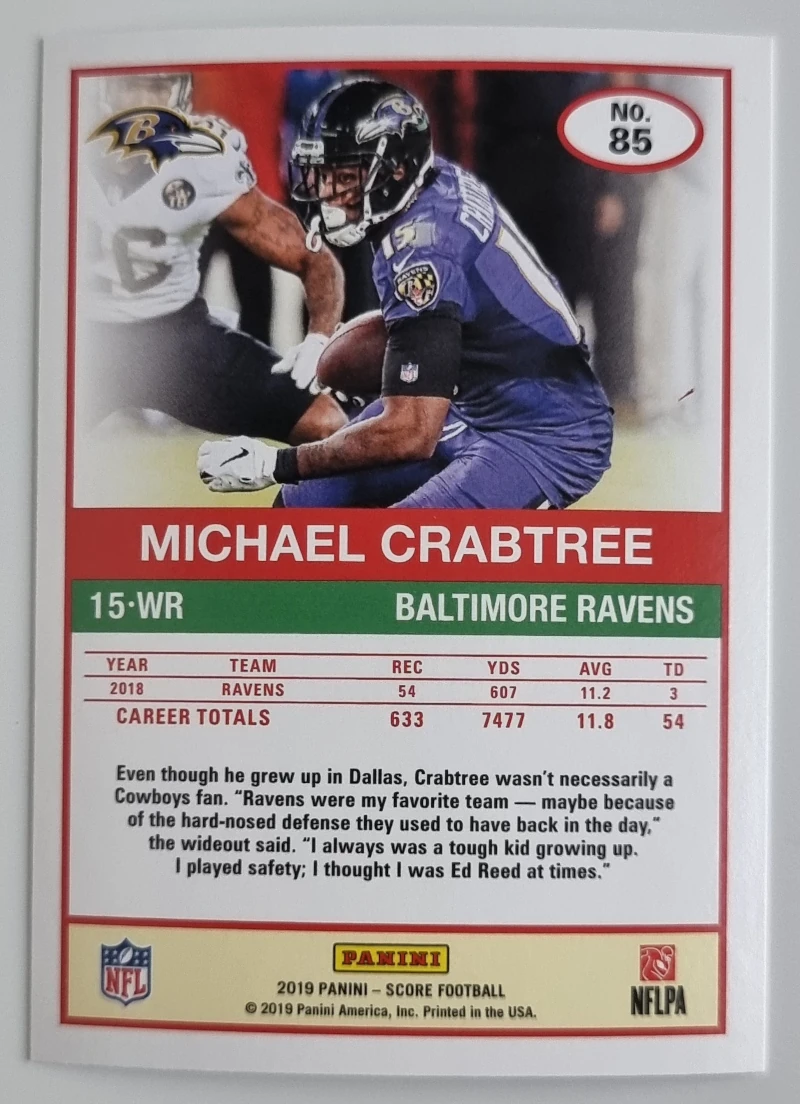 B
NO.
85
CRABTREE
15
RAVENS
MICHAEL CRABTREE
15·WR BALTIMORE RAVENS
YEAR TEAM REC YDS AVG TD
2018 RAVENS 54 607 11.2 3
CAREER TOTALS 633 7477 11.8 54
Even though he grew up in Dallas, Crabtree wasn't necessarily a
Cowboys fan. "Ravens were my favorite team — maybe because
of the hard-nosed defense they used to have back in the day,"
the wideout said. "I always was a tough kid growing up.
I played safety; I thought I was Ed Reed at times."
NFL
PANINI
NFLPA
2019 PANINI – SCORE FOOTBALL
© 2019 Panini America, Inc. Printed in the USA.